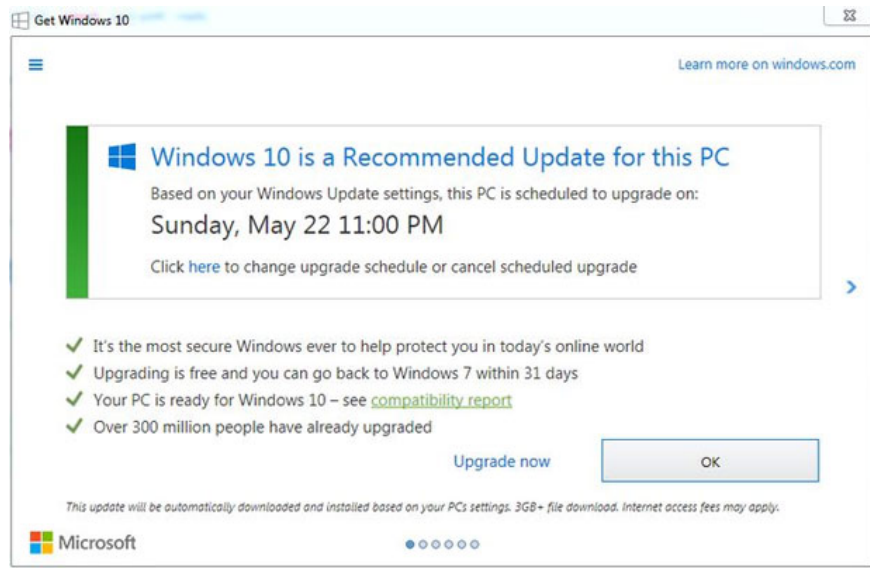 Get Windows 10
Learn more on windows.com
Windows 10 is a Recommended Update for this PC
Based on your Windows Update settings, this PC is scheduled to upgrade on:
Sunday, May 22 11:00 PM
Click here to change upgrade schedule or cancel scheduled upgrade
It's the most secure Windows ever to help protect you in today's online world
Upgrading is free and you can go back to Windows 7 within 31 days
Your PC is ready for Windows 10 – see compatibility report
Over 300 million people have already upgraded
Upgrade now
OK
This update will be automatically downloaded and installed based on your PCs settings. 3GB+ file download. Internet access fees may apply.
Microsoft